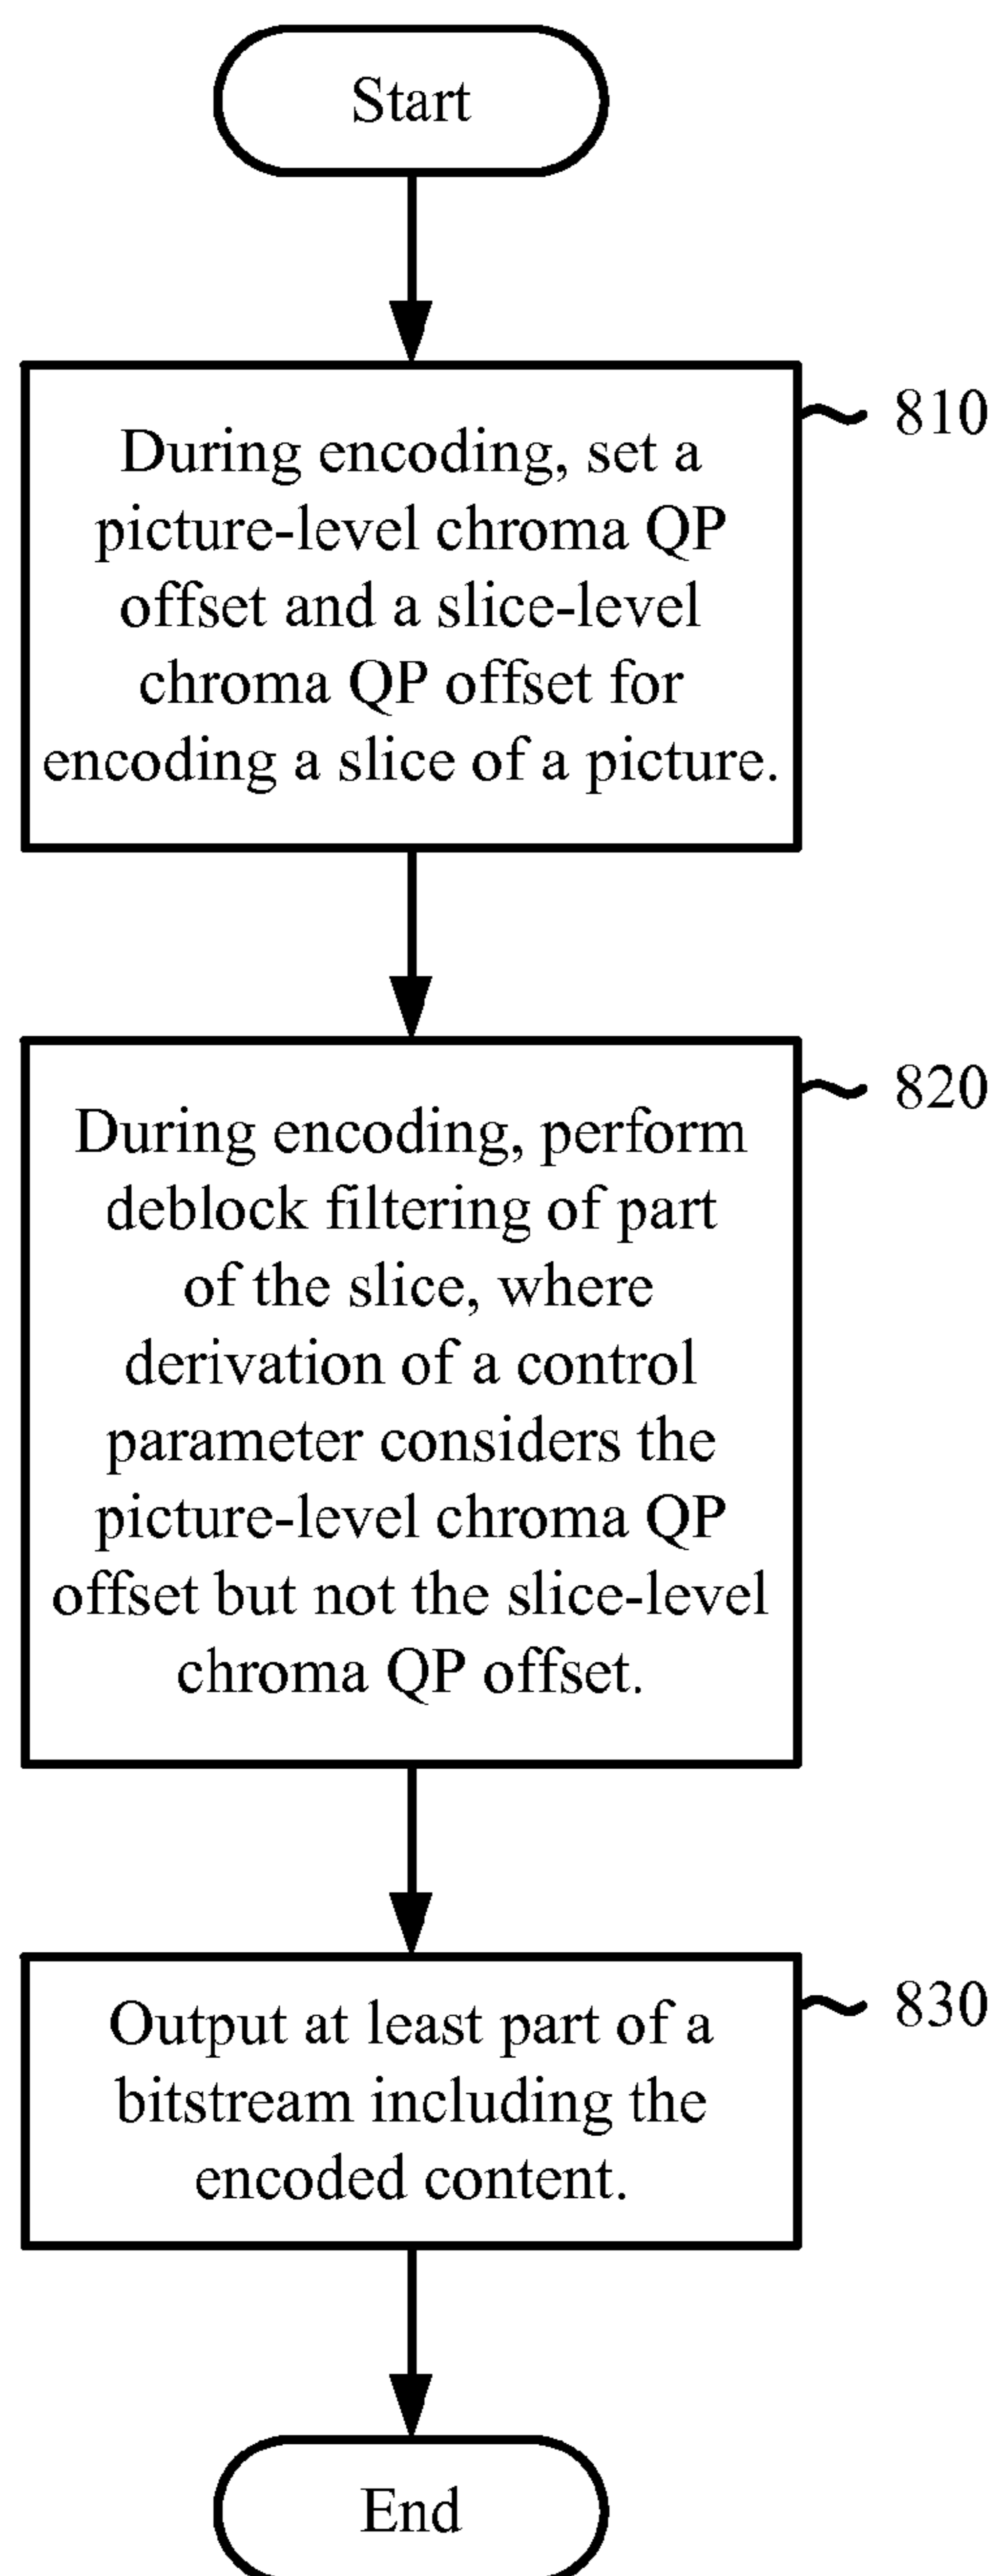 Start
810
During encoding, set a
picture-level chroma QP
offset and a slice-level
chroma QP offset for
encoding a slice of a picture.
820
During encoding, perform
deblock filtering of part
of the slice, where
derivation of a control
parameter considers the
picture-level chroma QP
offset but not the slice-level
chroma QP offset.
830
Output at least part of a
bitstream including the
encoded content.
End